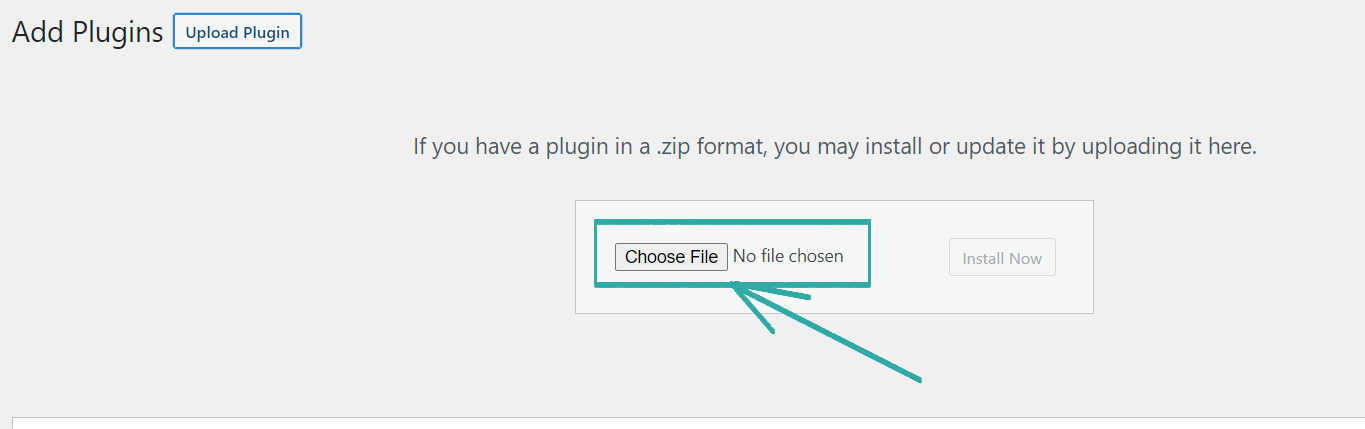 Add Plugins Upload Plugin
If you have a plugin in a .zip format, you may install or update it by uploading it here.
Choose File No file chosen Install Now